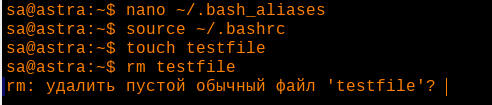 sa@astra:~$ nano ~/.bash_aliases
sa@astra:~$ source ~/.bashrc
sa@astra:~$ touch testfile
sa@astra:~$ rm testfile
rm: удалить пустой обычный файл 'testfile'?